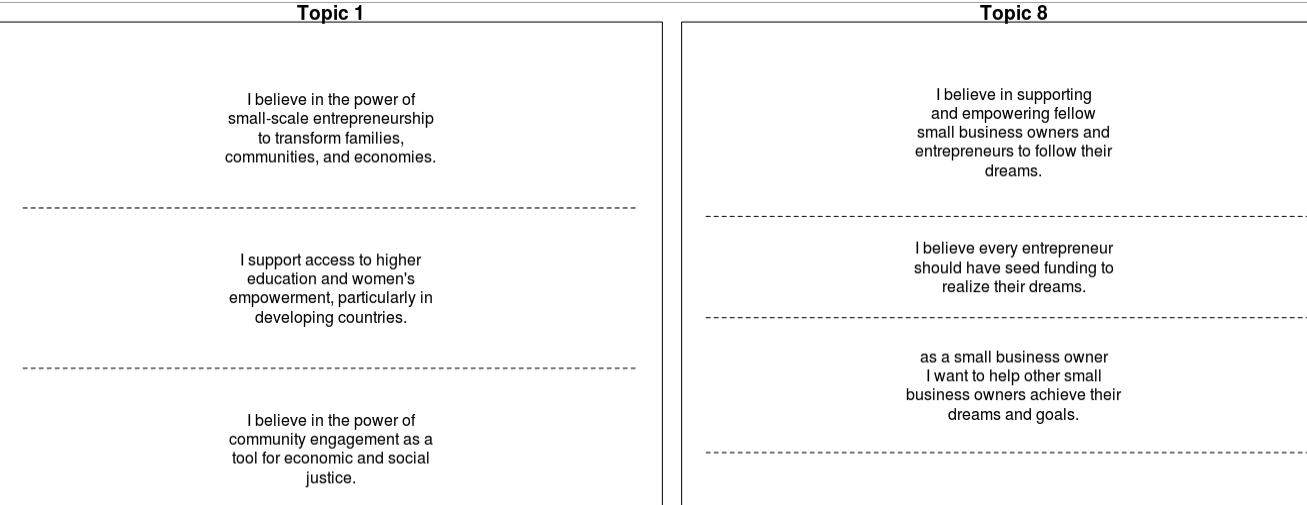 Topic 1
I believe in the power of
small-scale entrepreneurship
to transform families,
communities, and economies.
I support access to higher
education and women's
empowerment, particularly in
developing countries.
I believe in the power of
community engagement as a
tool for economic and social
justice.
Topic 8
I believe in supporting
and empowering fellow
small business owners and
entrepreneurs to follow their
dreams.
I believe every entrepreneur
should have seed funding to
realize their dreams.
as a small business owner
I want to help other small
business owners achieve their
dreams and goals.